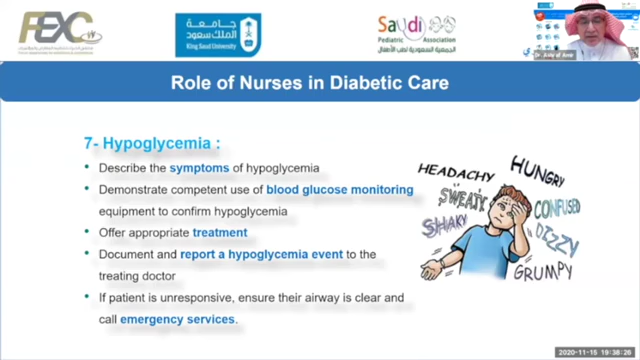 FEXC
جامعة
الملك سعود
King Saud University
Saudi
Pediatric Association
الجمعية السعودية لطب الأطفال
Role of Nurses in Diabetic Care
7- Hypoglycemia :
• Describe the symptoms of hypoglycemia
• Demonstrate competent use of blood glucose monitoring
equipment to confirm hypoglycemia
• Offer appropriate treatment
• Document and report a hypoglycemia event to the
treating doctor
• If patient is unresponsive, ensure their airway is clear and
call emergency services.
HEADACHY
HUNGRY
SWEATY
CONFUSED
SHAKY
DIZZY
GRUMPY
2020-11-15 19:38:26